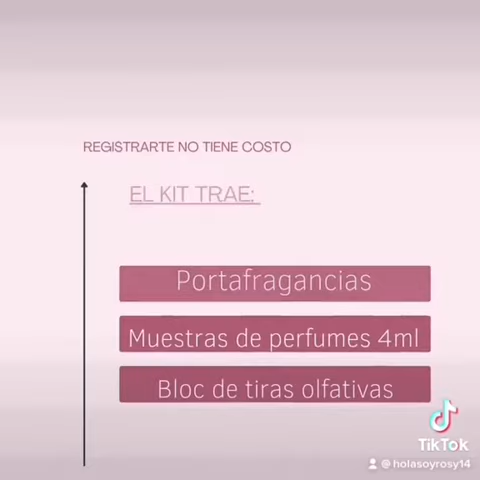 REGISTRARTE NO TIENE COSTO
EL KIT TRAE:
Portafragancias
Muestras de perfumes 4ml
Bloc de tiras olfativas
TikTok
@holasoyrosy14